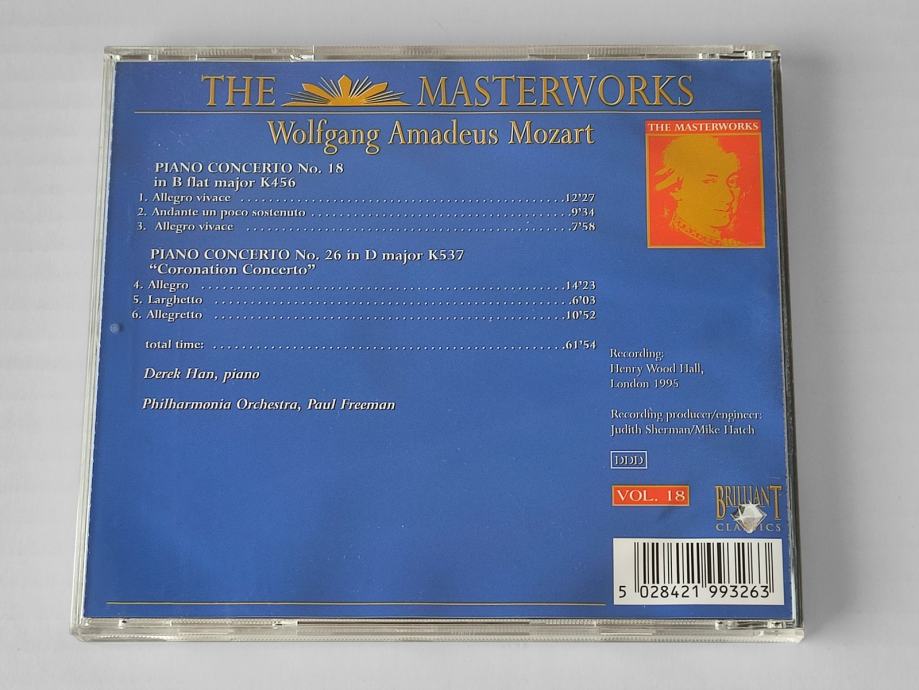 THE MASTERWORKS
Wolfgang Amadeus Mozart
THE MASTERWORKS
PIANO CONCERTO No. 18
in B flat major K456
1. Allegro vivace 12'27
2. Andante un poco sostenuto 9'34
3. Allegro vivace 7'58
PIANO CONCERTO No. 26 in D major K537
“Coronation Concerto”
4. Allegro 14'23
5. Larghetto 6'03
6. Allegretto 10'52
total time: 61'54
Derek Han, piano
Philharmonia Orchestra, Paul Freeman
Recording:
Henry Wood Hall,
London 1995
Recording producer/engineer:
Judith Sherman/Mike Hatch
DDD
VOL. 18
BRILLIANT
CLASSICS
5 028421 993263